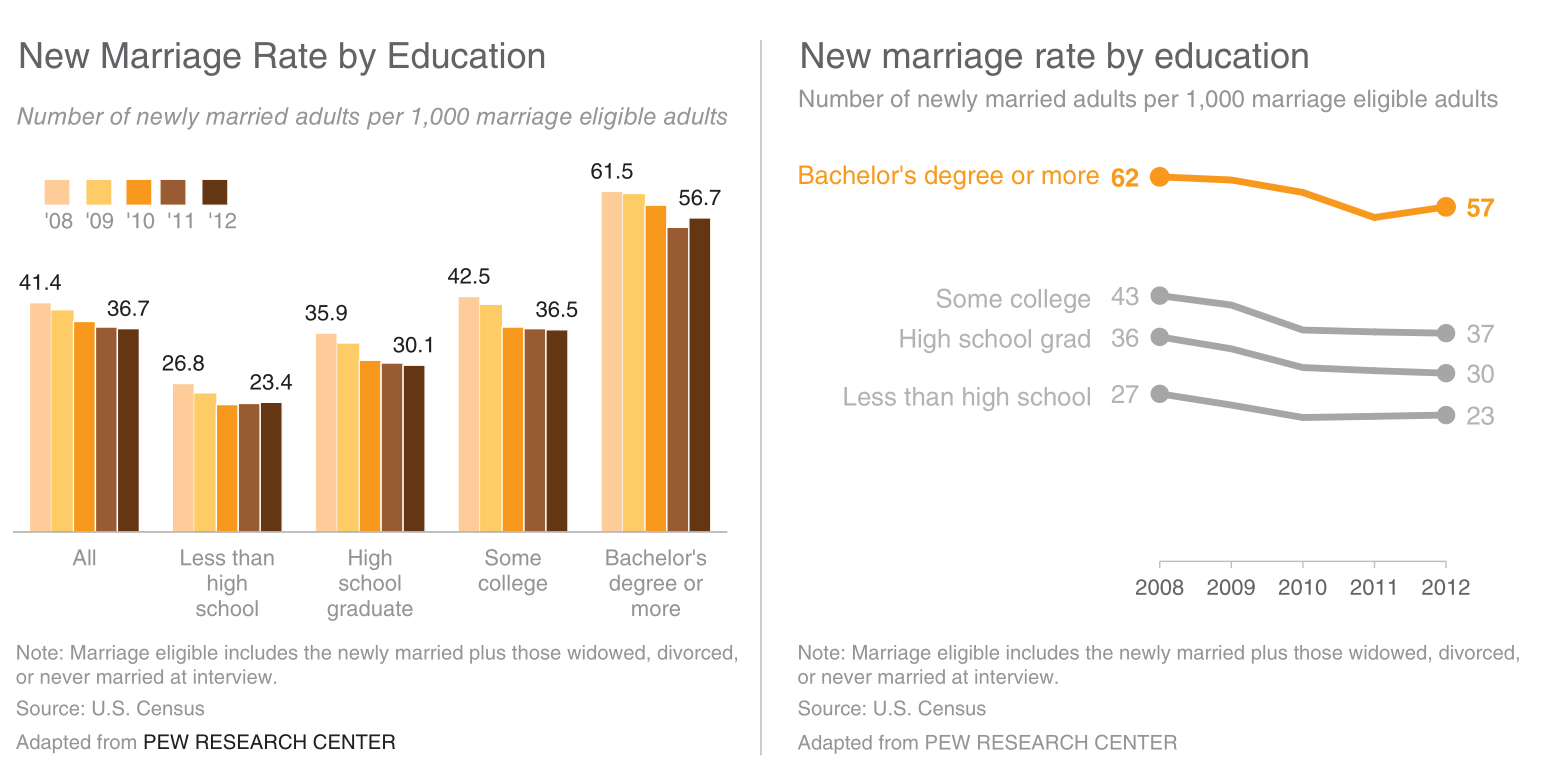 New Marriage Rate by Education
Number of newly married adults per 1,000 marriage eligible adults
'08 '09 '10 '11 '12
41.4
36.7
26.8
23.4
35.9
30.1
42.5
36.5
61.5
56.7
All
Less than
high
school
High
school
graduate
Some
college
Bachelor's
degree or
more
Note: Marriage eligible includes the newly married plus those widowed, divorced,
or never married at interview.
Source: U.S. Census
Adapted from PEW RESEARCH CENTER
New marriage rate by education
Number of newly married adults per 1,000 marriage eligible adults
Bachelor's degree or more 62
57
Some college 43
37
High school grad 36
30
Less than high school 27
23
2008 2009 2010 2011 2012
Note: Marriage eligible includes the newly married plus those widowed, divorced,
or never married at interview.
Source: U.S. Census
Adapted from PEW RESEARCH CENTER